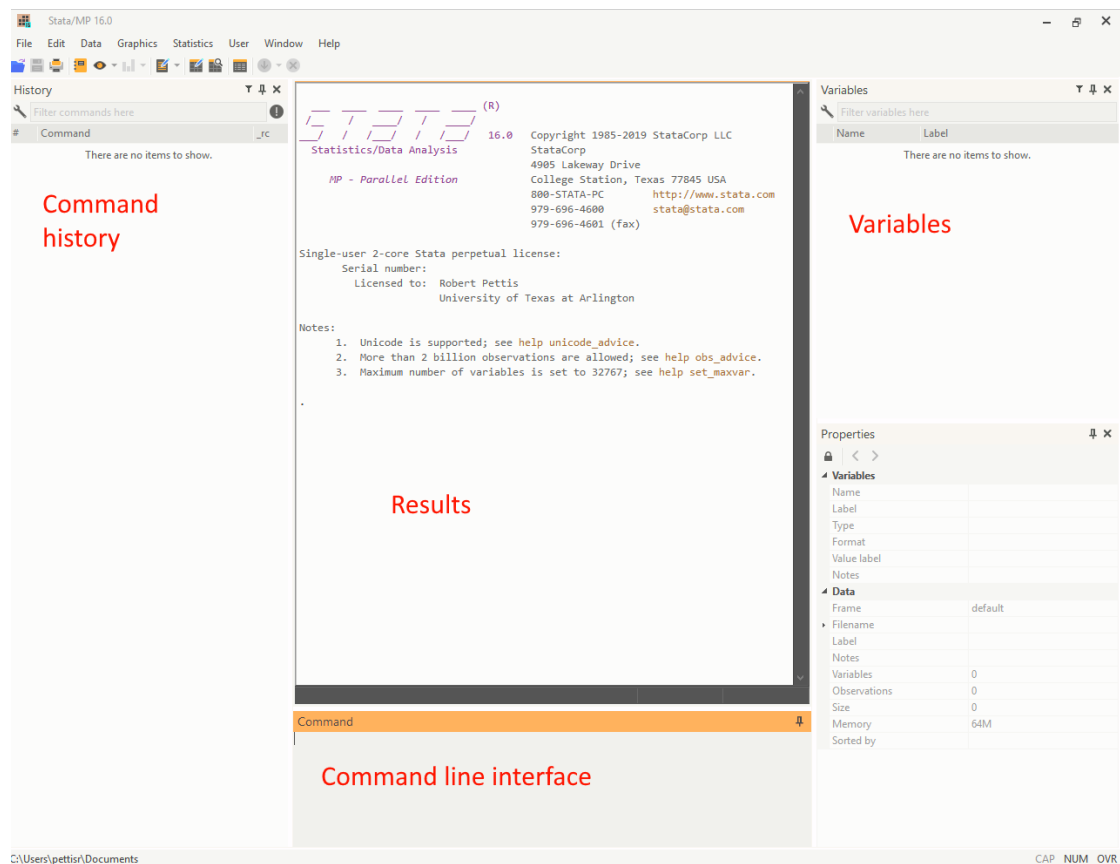 Stata/MP 16.0
File Edit Data Graphics Statistics User Window Help
History
Filter commands here
# Command _rc
There are no items to show.
Command
history
(R)
16.0 Copyright 1985-2019 StataCorp LLC
Statistics/Data Analysis StataCorp
4905 Lakeway Drive
MP - Parallel Edition College Station, Texas 77845 USA
800-STATA-PC http://www.stata.com
979-696-4600 stata@stata.com
979-696-4601 (fax)
Single-user 2-core Stata perpetual license:
Serial number:
Licensed to: Robert Pettis
University of Texas at Arlington
Notes:
1. Unicode is supported; see help unicode_advice.
2. More than 2 billion observations are allowed; see help obs_advice.
3. Maximum number of variables is set to 32767; see help set_maxvar.
.
Results
Command
Command line interface
Variables
Filter variables here
Name Label
There are no items to show.
Variables
Properties
Variables
Name
Label
Type
Format
Value label
Notes
Data
Frame default
Filename
Label
Notes
Variables 0
Observations 0
Size 0
Memory 64M
Sorted by
C:\Users\pettisr\Documents
CAP NUM OVR